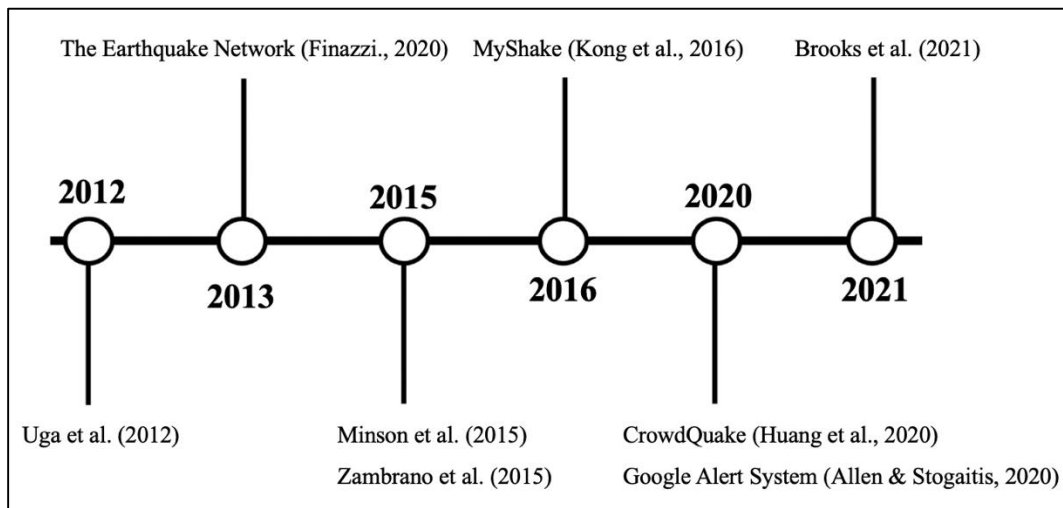 The Earthquake Network (Finazzi., 2020)
MyShake (Kong et al., 2016)
Brooks et al. (2021)
2012
2015
2020
2013
2016
2021
Uga et al. (2012)
Minson et al. (2015)
CrowdQuake (Huang et al., 2020)
Zambrano et al. (2015)
Google Alert System (Allen & Stogaitis, 2020)